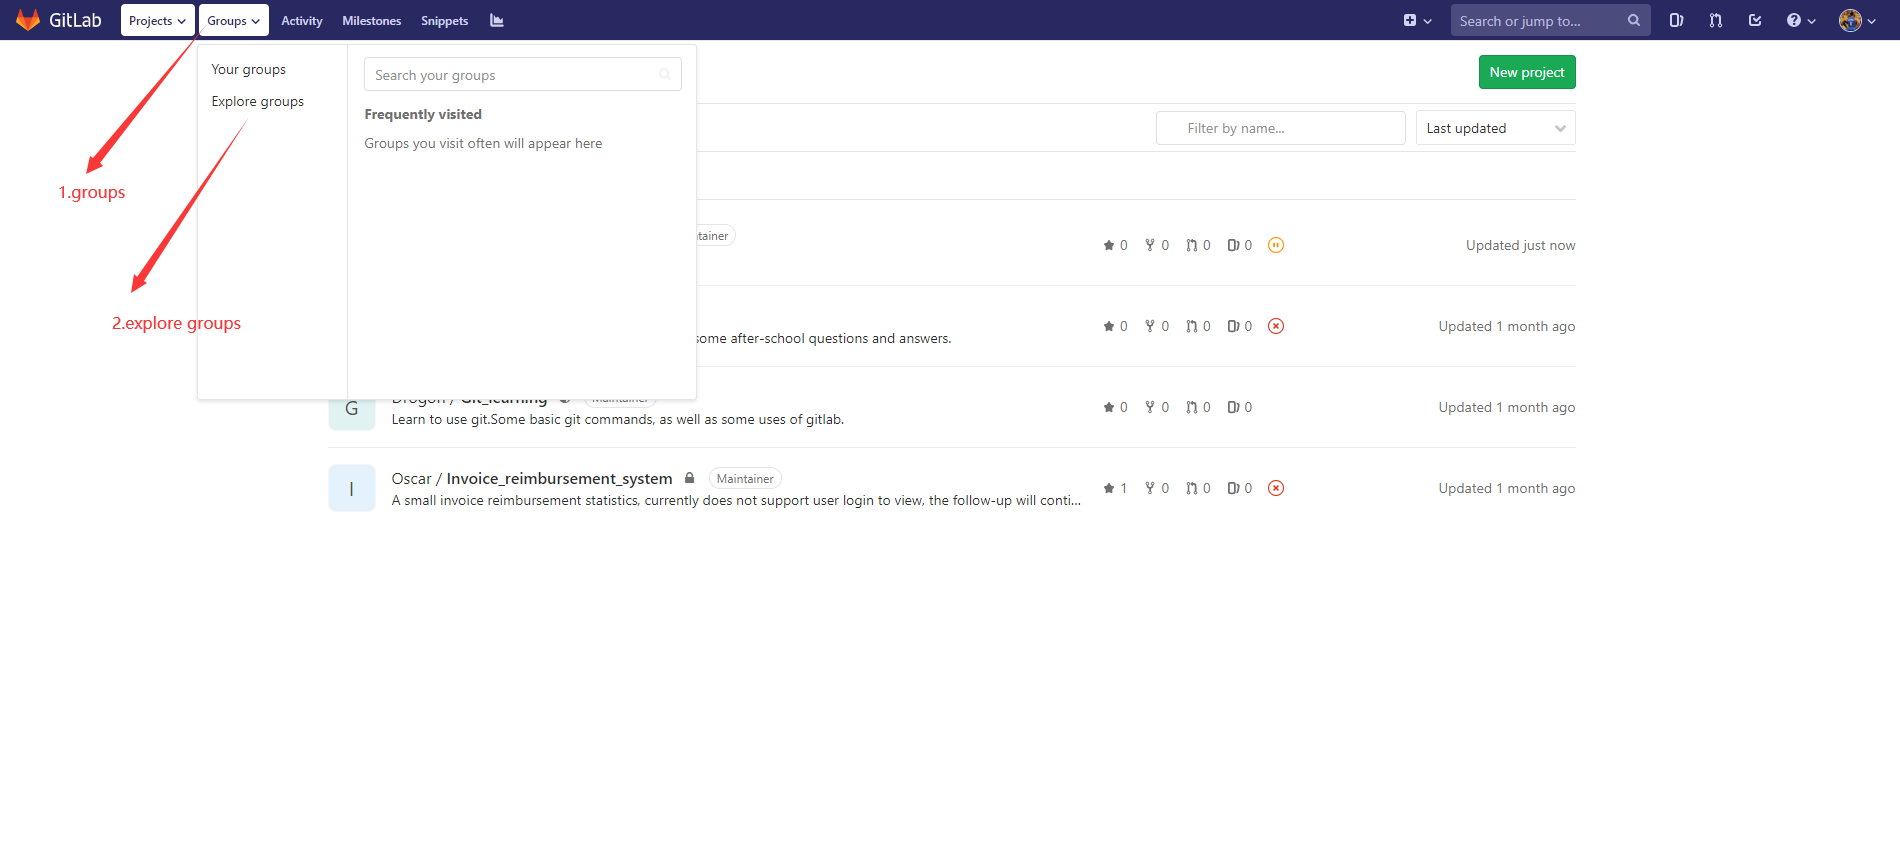 GitLab Projects Groups Activity Milestones Snippets Search or jump to...
Your groups
Explore groups
Search your groups
Frequently visited
Groups you visit often will appear here
New project
Filter by name... Last updated
1.groups
2.explore groups
tainer
0 0 0 0 Updated just now
some after-school questions and answers.
0 0 0 0 Updated 1 month ago
G
Drogon / Git_learning Maintainer
Learn to use git.Some basic git commands, as well as some uses of gitlab.
0 0 0 0 Updated 1 month ago
I
Oscar / Invoice_reimbursement_system Maintainer
A small invoice reimbursement statistics, currently does not support user login to view, the follow-up will conti...
1 0 0 0 Updated 1 month ago